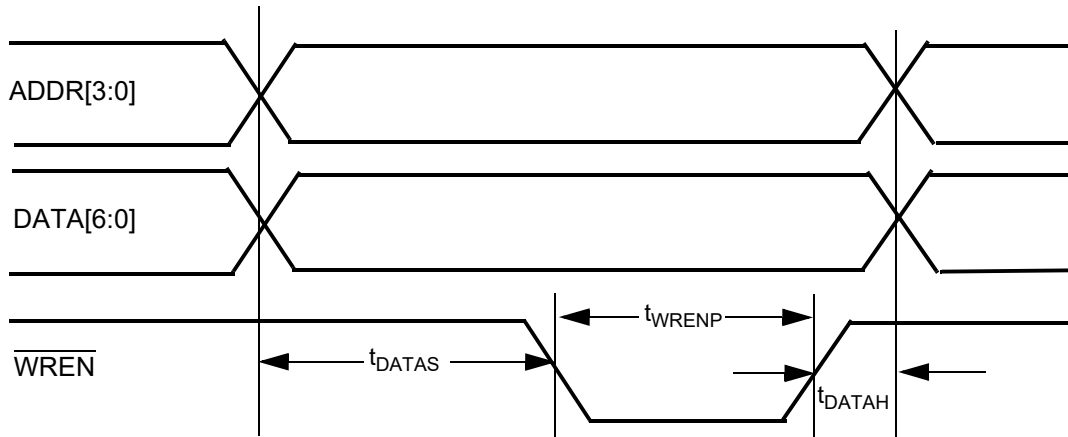 ADDR[3:0]
DATA[6:0]
tWRENP
WREN
tDATAS
tDATAH